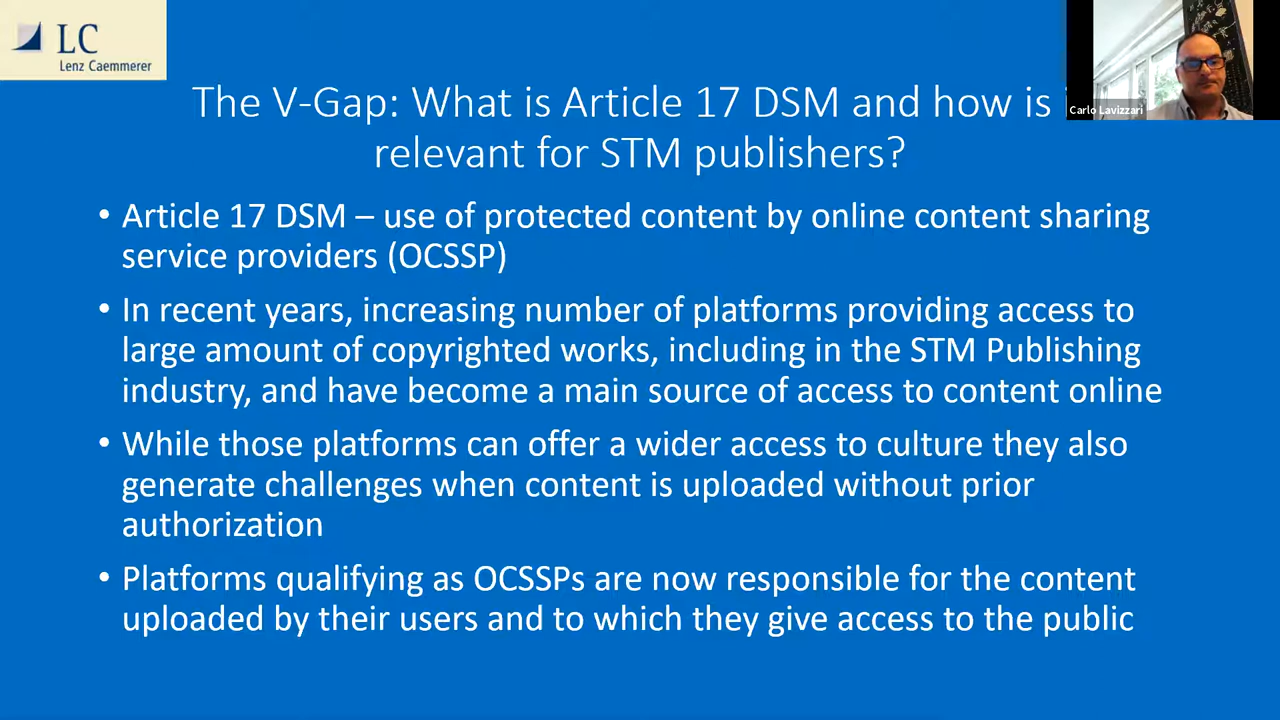 LC
Lenz Caemmerer
Carlo Lavizzari
The V-Gap: What is Article 17 DSM and how is
relevant for STM publishers?
• Article 17 DSM – use of protected content by online content sharing
service providers (OCSSP)
• In recent years, increasing number of platforms providing access to
large amount of copyrighted works, including in the STM Publishing
industry, and have become a main source of access to content online
• While those platforms can offer a wider access to culture they also
generate challenges when content is uploaded without prior
authorization
• Platforms qualifying as OCSSPs are now responsible for the content
uploaded by their users and to which they give access to the public